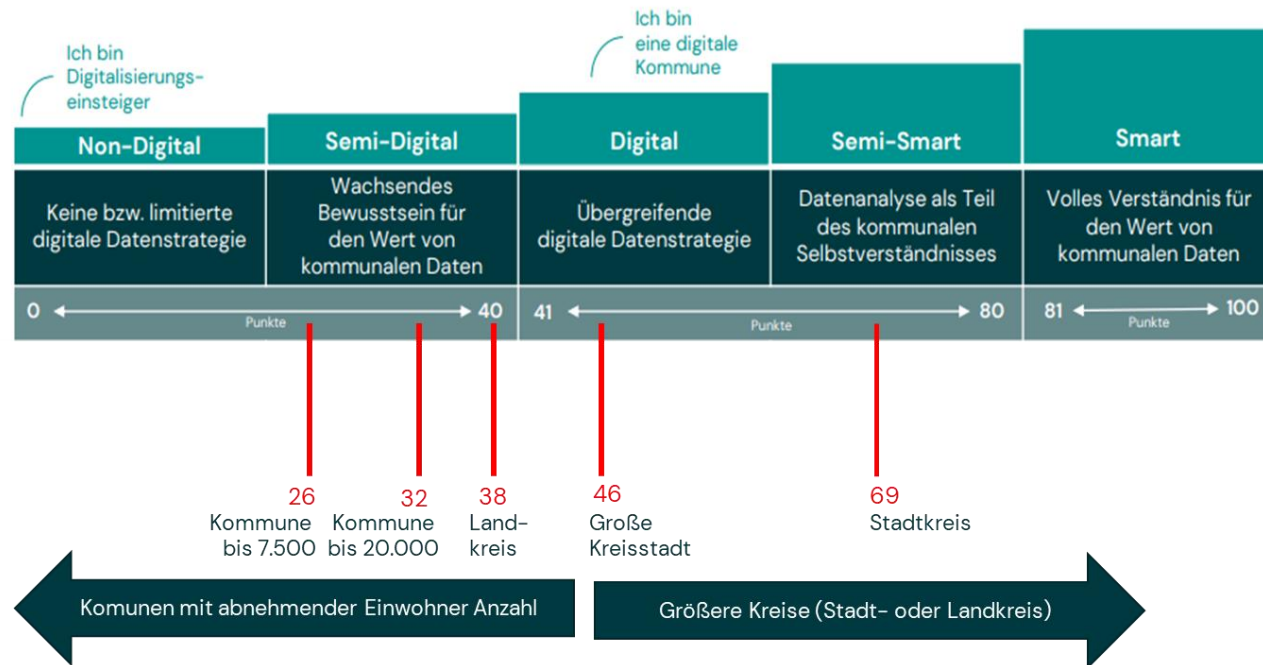 Ich bin
Digitalisierungs-
einsteiger
Ich bin
eine digitale
Kommune
Non-Digital
Semi-Digital
Digital
Semi-Smart
Smart
Keine bzw. limitierte
digitale Datenstrategie
Wachsendes
Bewusstsein für
den Wert von
kommunalen Daten
Übergreifende
digitale Datenstrategie
Datenanalyse als Teil
des kommunalen
Selbstverständnisses
Volles Verständnis für
den Wert von
kommunalen Daten
0
Punkte
40
41
Punkte
80
81
Punkte
100
26
Kommune
bis 7.500
32
Kommune
bis 20.000
38
Land-
kreis
46
Große
Kreisstadt
69
Stadtkreis
Komunen mit abnehmender Einwohner Anzahl
Größere Kreise (Stadt- oder Landkreis)